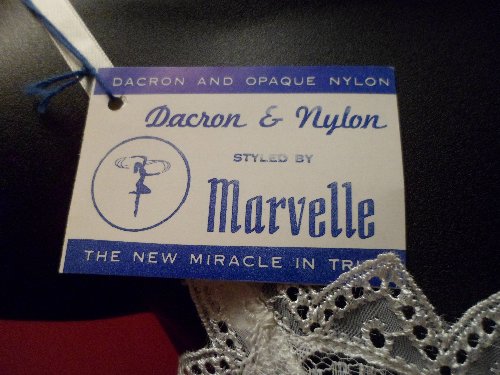 DACRON AND OPAQUE NYLON
Dacron & Nylon
STYLED BY
Marvelle
THE NEW MIRACLE IN